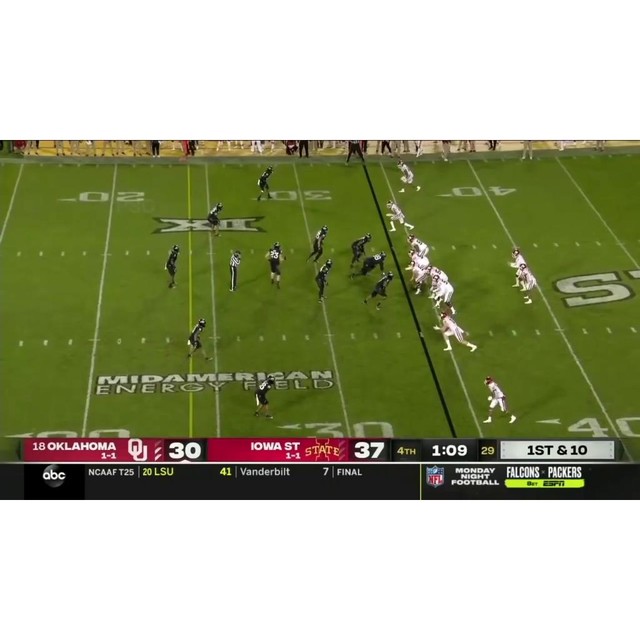 20 30 40
XII
ST
MIDAMERICAN
ENERGY FIELD
30 40
18 OKLAHOMA 1-1 OU 30 IOWA ST 1-1 STATE 37 4TH 1:09 29 1ST & 10
abc NCAAF T25 20 LSU 41 Vanderbilt 7 FINAL NFL MONDAY NIGHT FOOTBALL FALCONS PACKERS
8ET ESPN